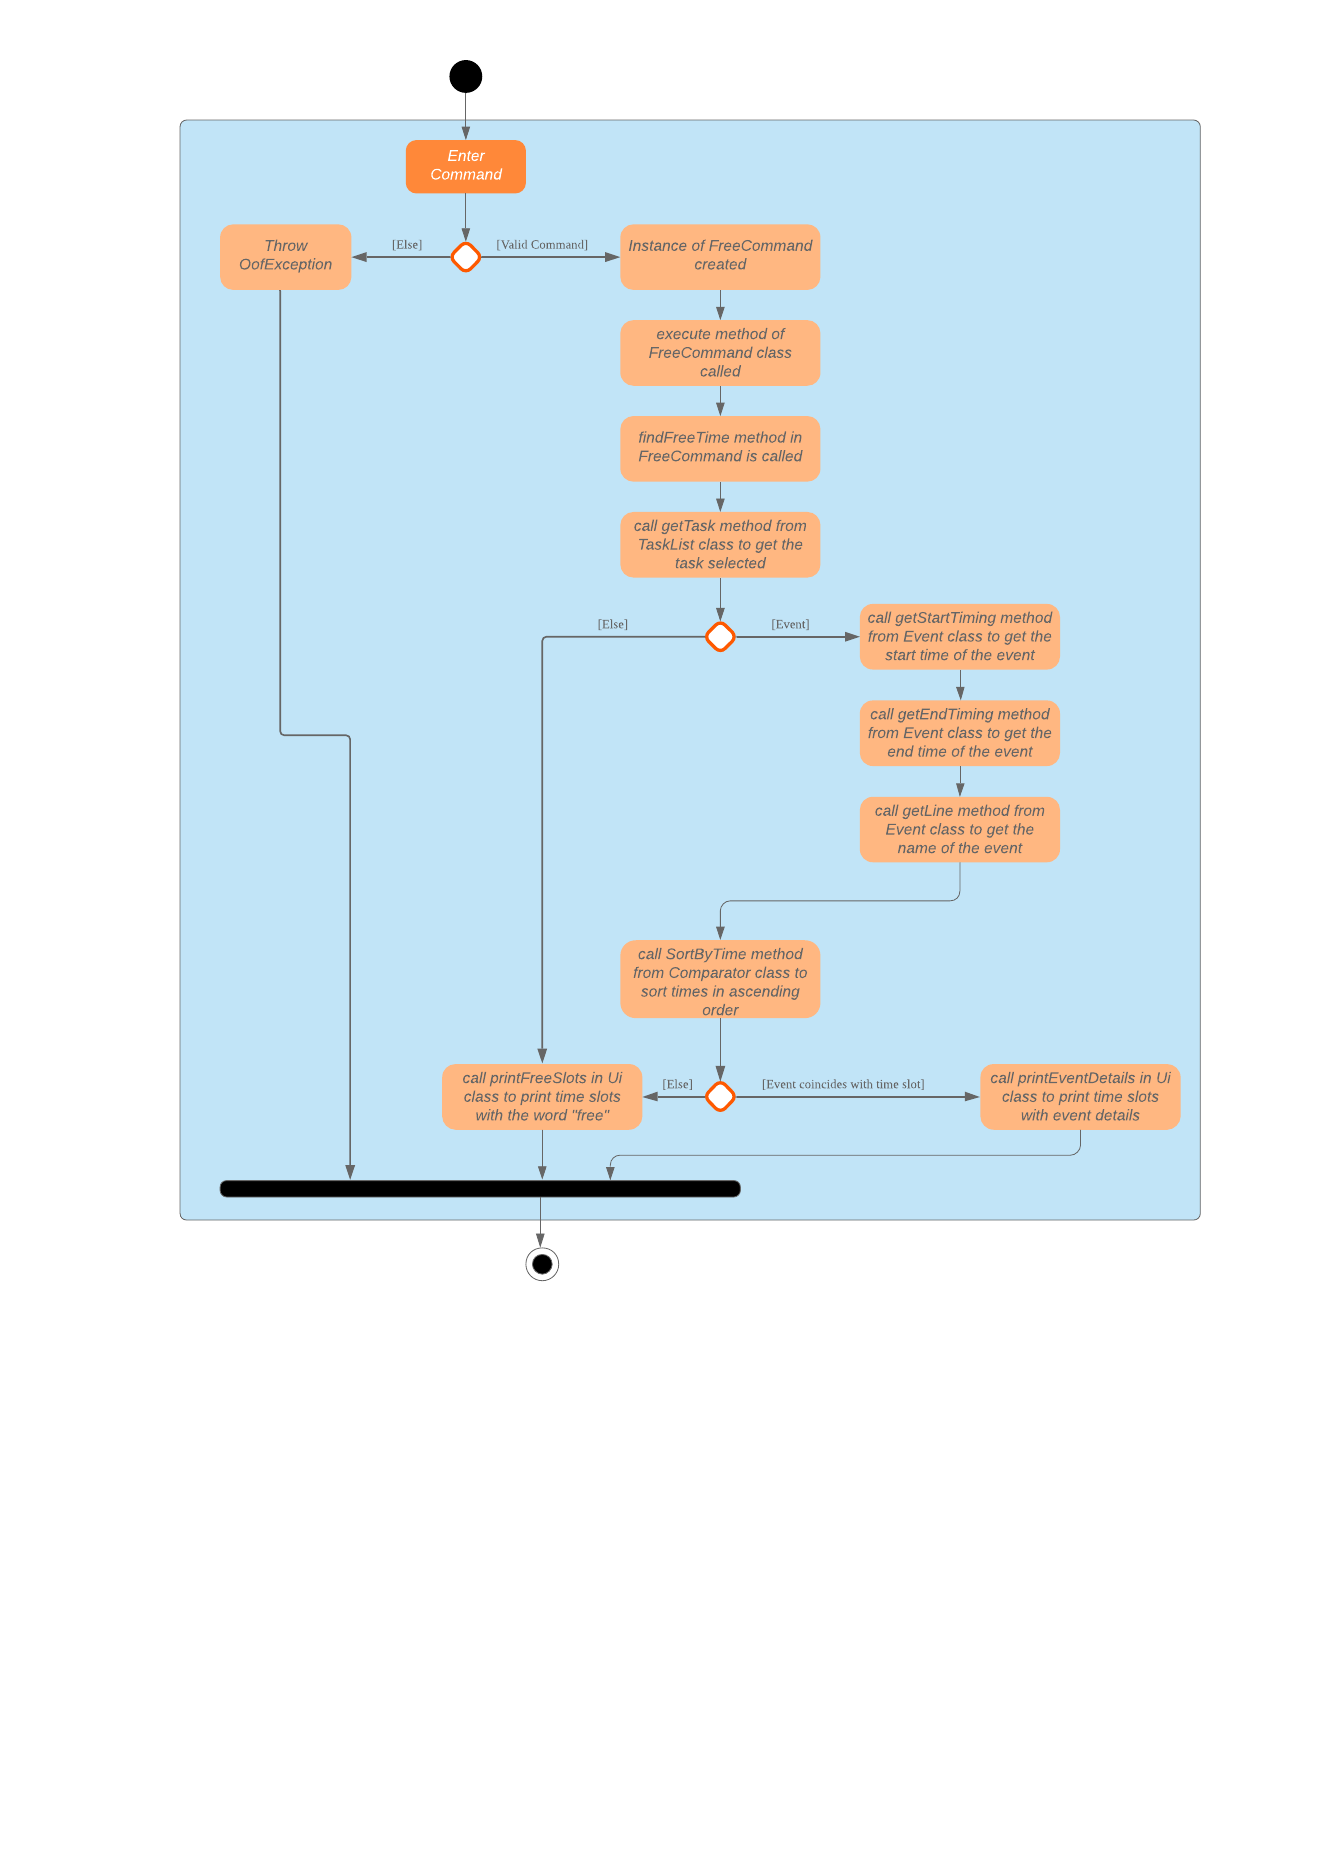 Enter
Command
Throw
OofException
[Else]
[Valid Command]
Instance of FreeCommand
created
execute method of
FreeCommand class
called
findFreeTime method in
FreeCommand is called
call getTask method from
TaskList class to get the
task selected
[Else]
[Event]
call getStartTiming method
from Event class to get the
start time of the event
call getEndTiming method
from Event class to get the
end time of the event
call getLine method from
Event class to get the
name of the event
call SortByTime method
from Comparator class to
sort times in ascending
order
call printFreeSlots in Ui
class to print time slots
with the word "free"
[Else]
[Event coincides with time slot]
call printEventDetails in Ui
class to print time slots
with event details